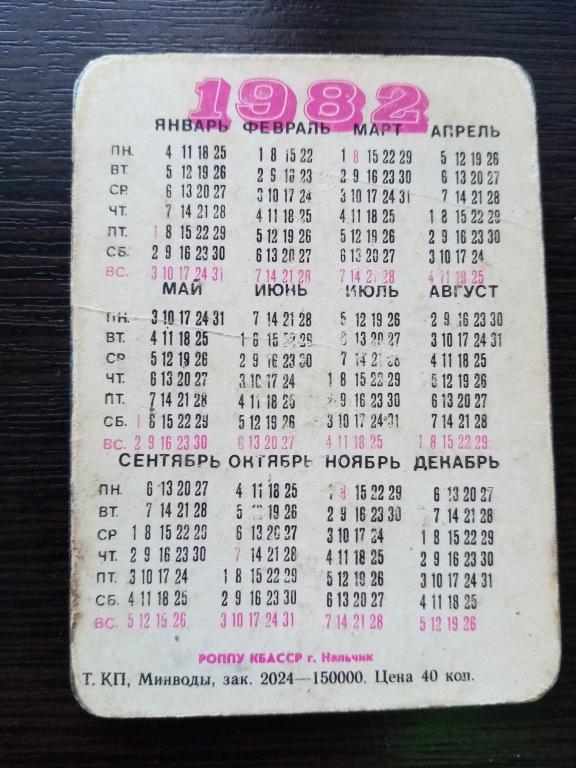 1982
ЯНВАРЬ ФЕВРАЛЬ МАРТ АПРЕЛЬ
ПН. 4 11 18 25 1 8 15 22 1 8 15 22 29 5 12 19 26
ВТ. 5 12 19 26 2 9 16 23 2 9 16 23 30 6 13 20 27
СР. 6 13 20 27 3 10 17 24 3 10 17 24 31 7 14 21 28
ЧТ. 7 14 21 28 4 11 18 25 4 11 18 25 1 8 15 22 29
ПТ. 1 8 15 22 29 5 12 19 26 5 12 19 26 2 9 16 23 30
СБ. 2 9 16 23 30 6 13 20 27 6 13 20 27 3 10 17 24
ВС. 3 10 17 24 31 7 14 21 28 7 14 21 28 4 11 18 25
МАЙ ИЮНЬ ИЮЛЬ АВГУСТ
ПН. 3 10 17 24 31 7 14 21 28 5 12 19 26 2 9 16 23 30
ВТ. 4 11 18 25 1 8 15 22 29 6 13 20 27 3 10 17 24 31
СР 5 12 19 26 2 9 16 23 30 7 14 21 28 4 11 18 25
ЧТ. 6 13 20 27 3 10 17 24 1 8 15 22 29 5 12 19 26
ПТ. 7 14 21 28 4 11 18 25 2 9 16 23 30 6 13 20 27
СБ. 1 8 15 22 29 5 12 19 26 3 10 17 24 31 7 14 21 28
ВС. 2 9 16 23 30 6 13 20 27 4 11 18 25 1 8 15 22 29
СЕНТЯБРЬ ОКТЯБРЬ НОЯБРЬ ДЕКАБРЬ
ПН. 6 13 20 27 4 11 18 25 1 8 15 22 29 6 13 20 27
ВТ. 7 14 21 28 5 12 19 26 2 9 16 23 30 7 14 21 28
СР. 1 8 15 22 29 6 13 20 27 3 10 17 24 1 8 15 22 29
ЧТ. 2 9 16 23 30 7 14 21 28 4 11 18 25 2 9 16 23 30
ПТ. 3 10 17 24 1 8 15 22 29 5 12 19 26 3 10 17 24 31
СБ. 4 11 18 25 2 9 16 23 30 6 13 20 27 4 11 18 25
ВС. 5 12 19 26 3 10 17 24 31 7 14 21 28 5 12 19 26
РОППУ КБАССР г. Нальчик
Т. КП, Минводы, зак. 2024—150000. Цена 40 коп.